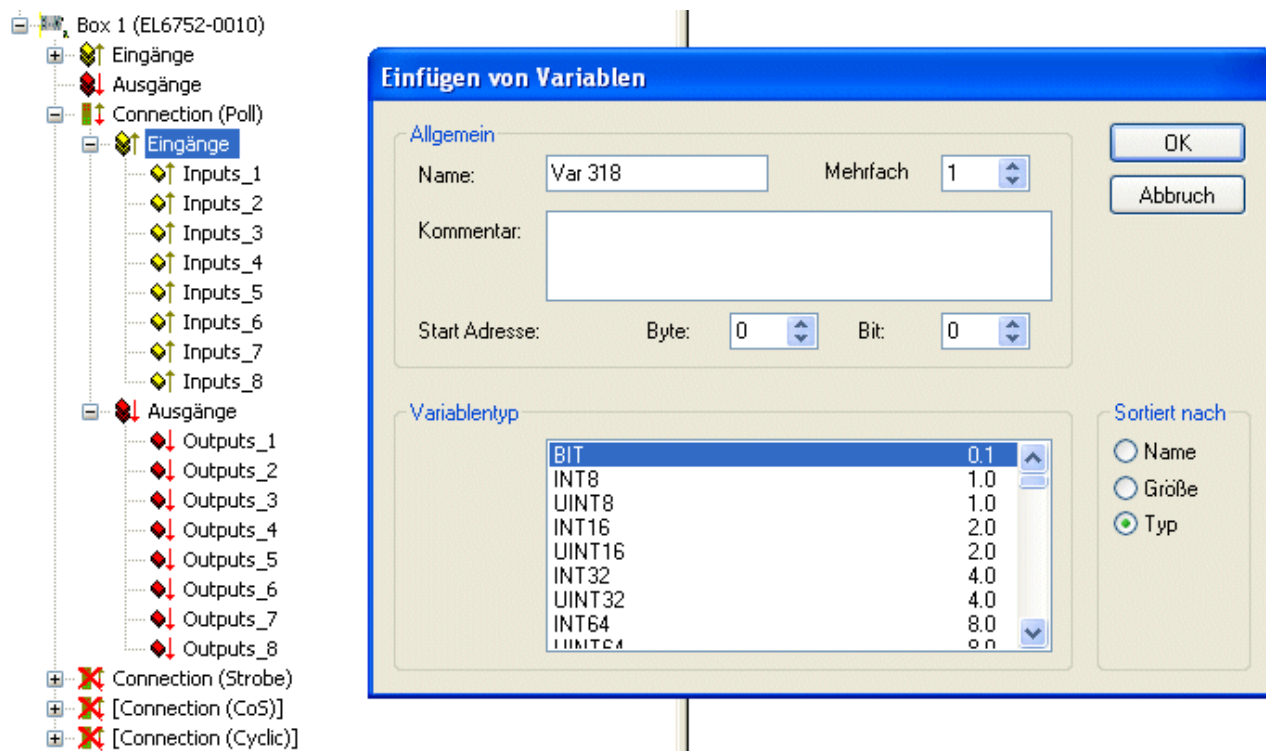 Box 1 (EL6752-0010)
Eingänge
Ausgänge
Connection (Poll)
Eingänge
Inputs_1
Inputs_2
Inputs_3
Inputs_4
Inputs_5
Inputs_6
Inputs_7
Inputs_8
Ausgänge
Outputs_1
Outputs_2
Outputs_3
Outputs_4
Outputs_5
Outputs_6
Outputs_7
Outputs_8
Connection (Strobe)
[Connection (CoS)]
[Connection (Cyclic)]
Einfügen von Variablen
Allgemein
Name: Var 318 Mehrfach 1
Kommentar:
Start Adresse: Byte: 0 Bit: 0
OK
Abbruch
Variablentyp
BIT 0.1
INT8 1.0
UINT8 1.0
INT16 2.0
UINT16 2.0
INT32 4.0
UINT32 4.0
INT64 8.0
UINT64 8.0
Sortiert nach
Name
Größe
Typ